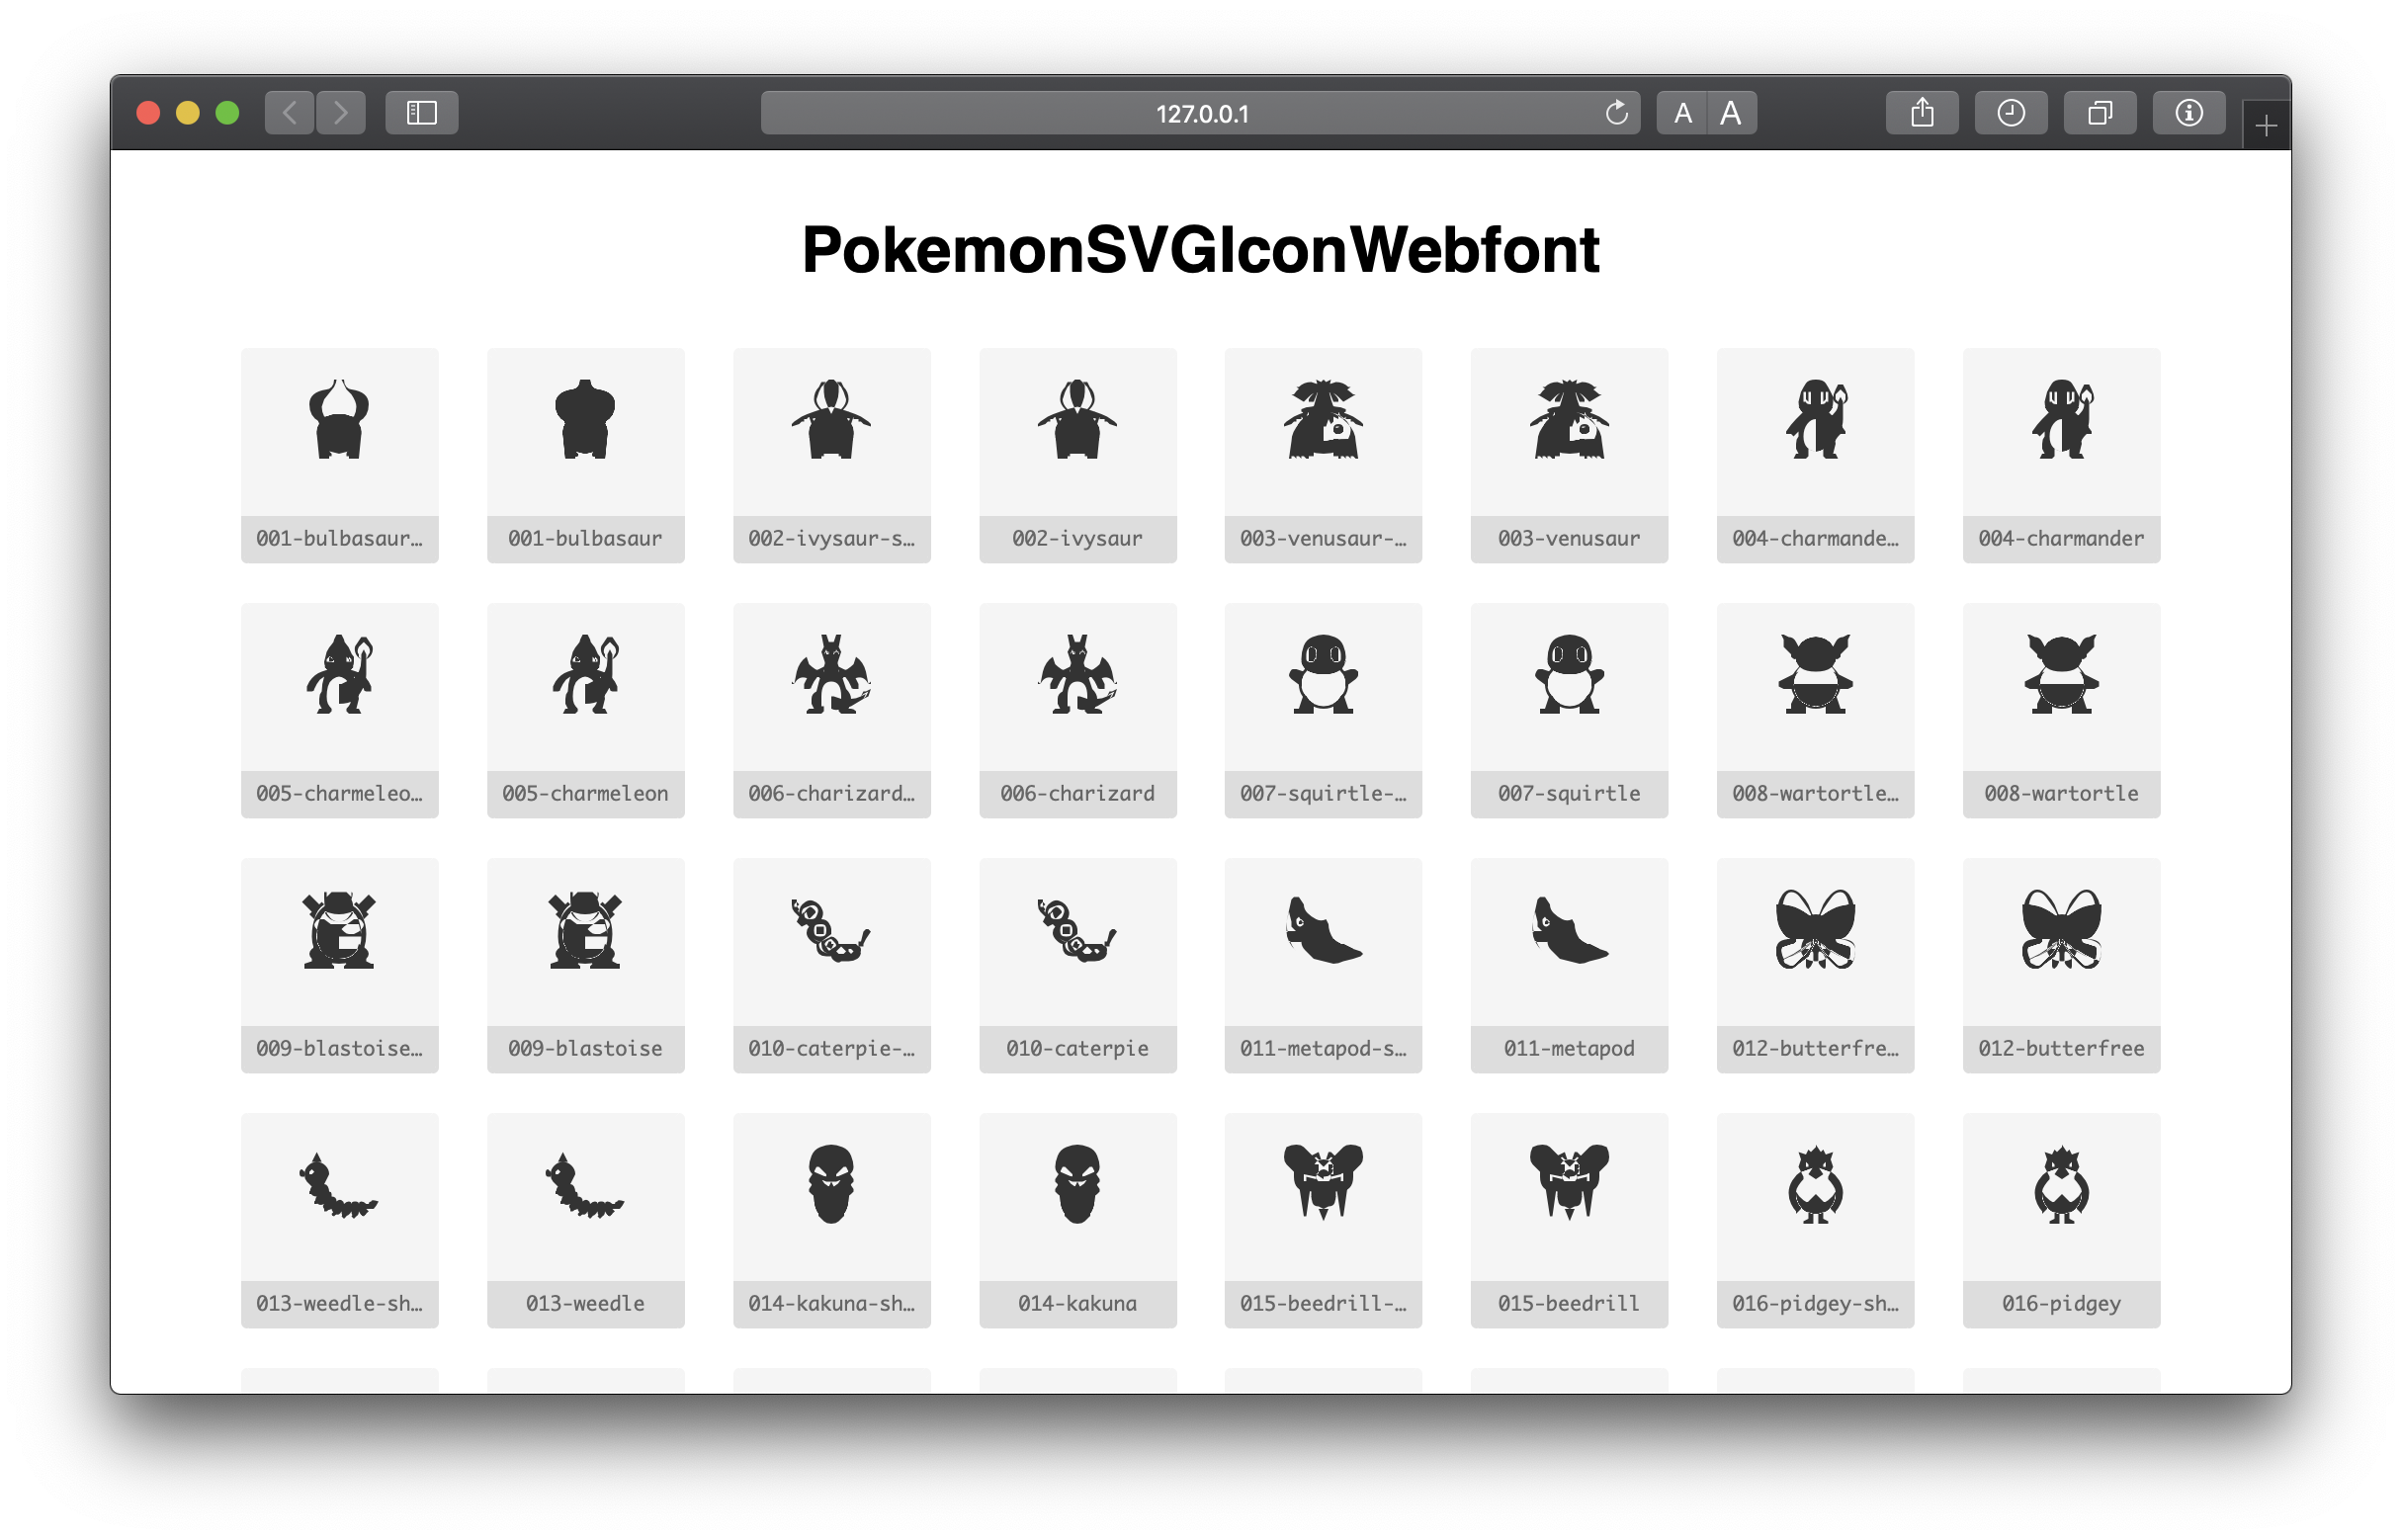 127.0.0.1
A A
PokemonSVGIconWebfont
001-bulbasaur… 001-bulbasaur 002-ivysaur-s… 002-ivysaur 003-venusaur-… 003-venusaur 004-charmande… 004-charmander
005-charmeleo… 005-charmeleon 006-charizard… 006-charizard 007-squirtle-… 007-squirtle 008-wartortle… 008-wartortle
009-blastoise… 009-blastoise 010-caterpie-… 010-caterpie 011-metapod-s… 011-metapod 012-butterfre… 012-butterfree
013-weedle-sh… 013-weedle 014-kakuna-sh… 014-kakuna 015-beedrill-… 015-beedrill 016-pidgey-sh… 016-pidgey